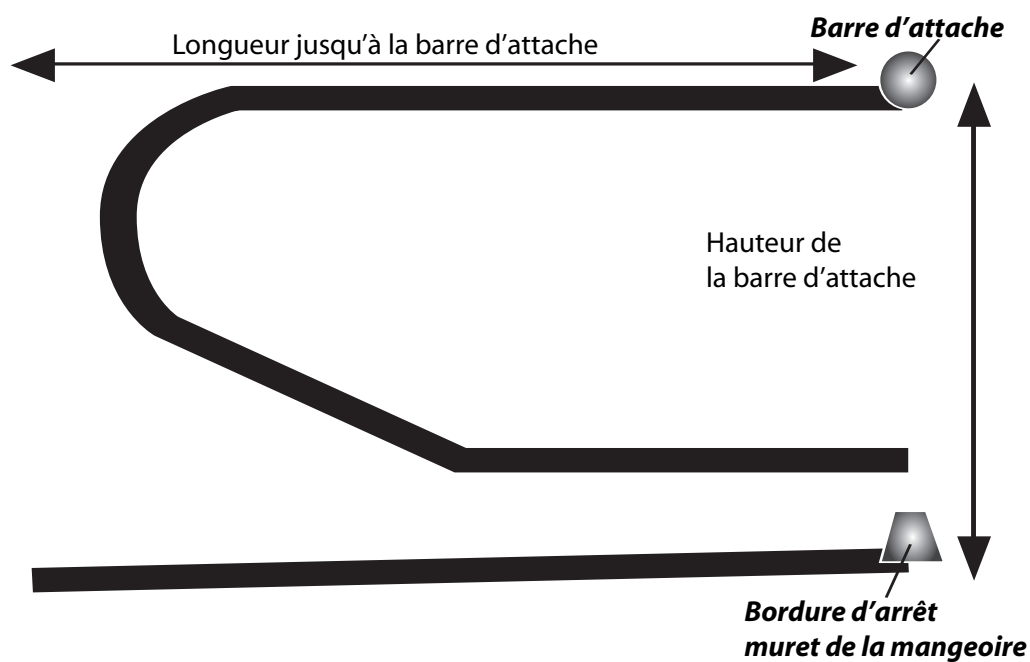 Barre d'attache
Longueur jusqu'à la barre d'attache
Hauteur de
la barre d'attache
Bordure d'arrêt
muret de la mangeoire